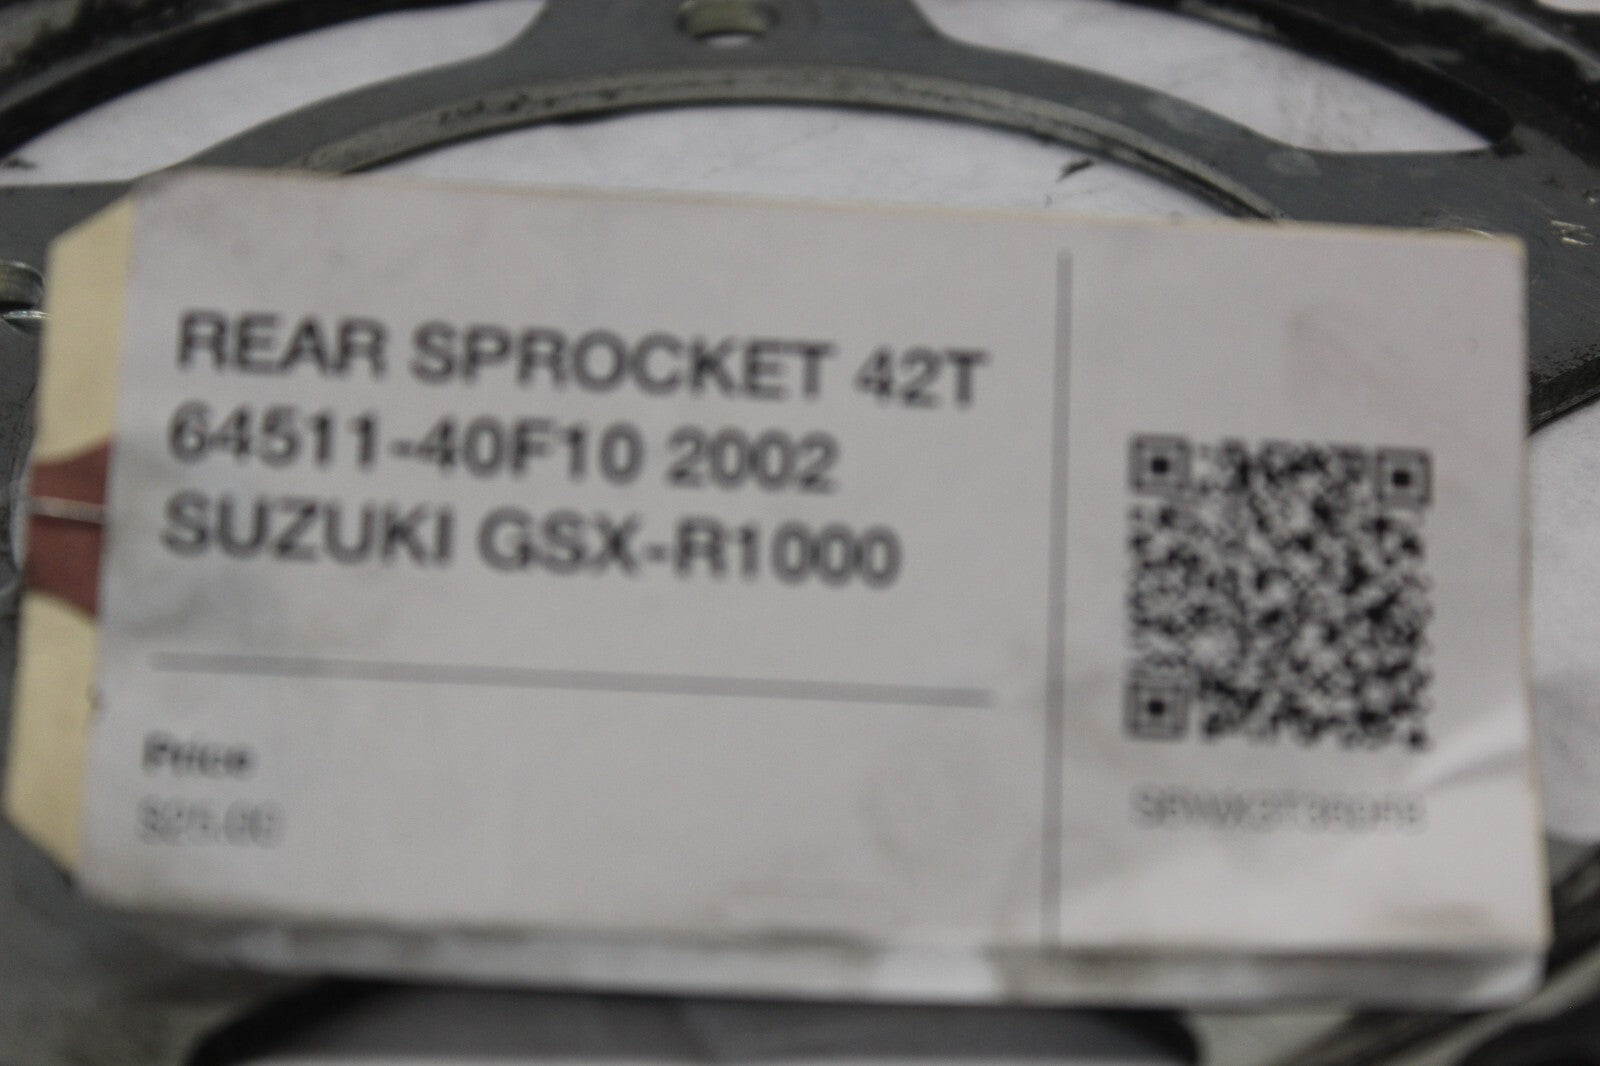 REAR SPROCKET 42T
64511-40F10 2002
SUZUKI GSX-R1000
Price